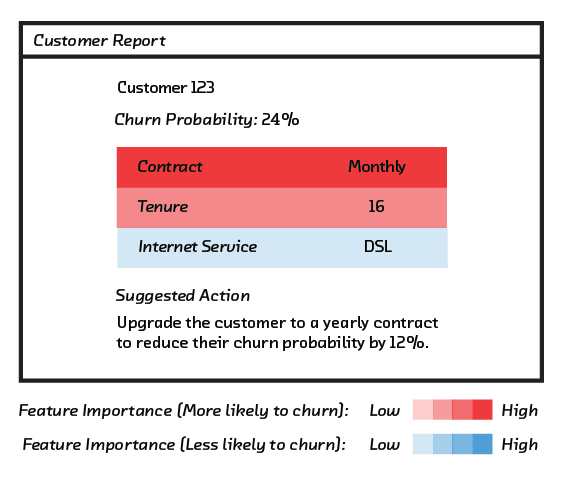 Customer Report
Customer 123
Churn Probability: 24%
Contract Monthly
Tenure 16
Internet Service DSL
Suggested Action
Upgrade the customer to a yearly contract
to reduce their churn probability by 12%.
Feature Importance (More likely to churn): Low High
Feature Importance (Less likely to churn): Low High